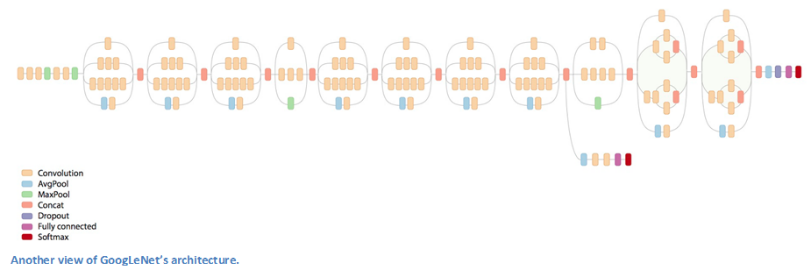 Convolution
AvgPool
MaxPool
Concat
Dropout
Fully connected
Softmax
Another view of GoogLeNet's architecture.